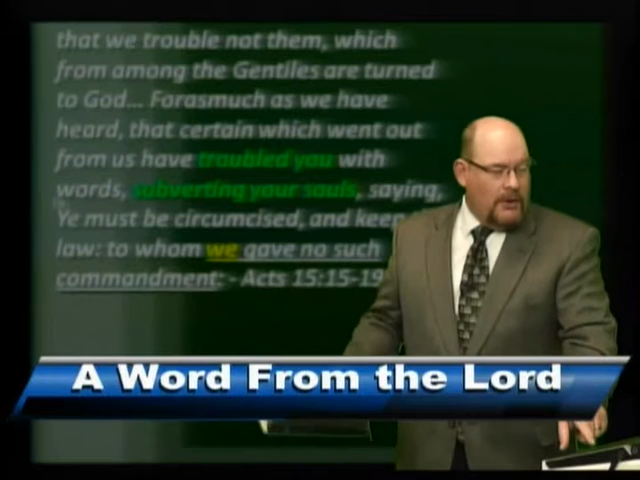 that we trouble not them, which
from among the Gentiles are turned
to God... Forasmuch as we have
heard, that certain which went out
from us have troubled you with
words, subverting your souls, saying,
Ye must be circumcised, and keep
law: to whom we gave no such
commandment: - Acts 15:15-19
A Word From the Lord